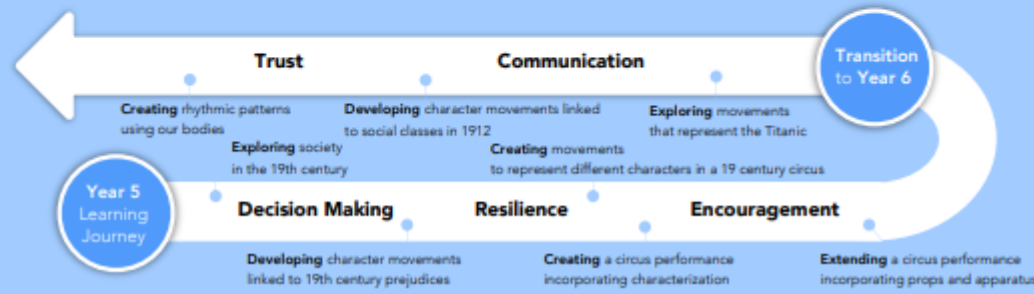 Trust
Communication
Transition
to Year 6
Creating rhythmic patterns
using our bodies
Developing character movements linked
to social classes in 1912
Exploring movements
that represent the Titanic
Exploring society
in the 19th century
Creating movements
to represent different characters in a 19 century circus
Year 5
Learning
Journey
Decision Making
Resilience
Encouragement
Developing character movements
linked to 19th century prejudices
Creating a circus performance
incorporating characterization
Extending a circus performance
incorporating props and apparatus